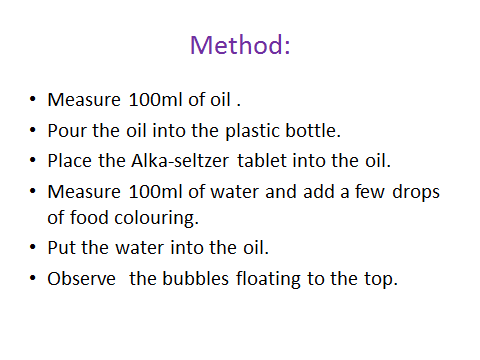 Method:
• Measure 100ml of oil .
• Pour the oil into the plastic bottle.
• Place the Alka-seltzer tablet into the oil.
• Measure 100ml of water and add a few drops
of food colouring.
• Put the water into the oil.
• Observe  the bubbles floating to the top.